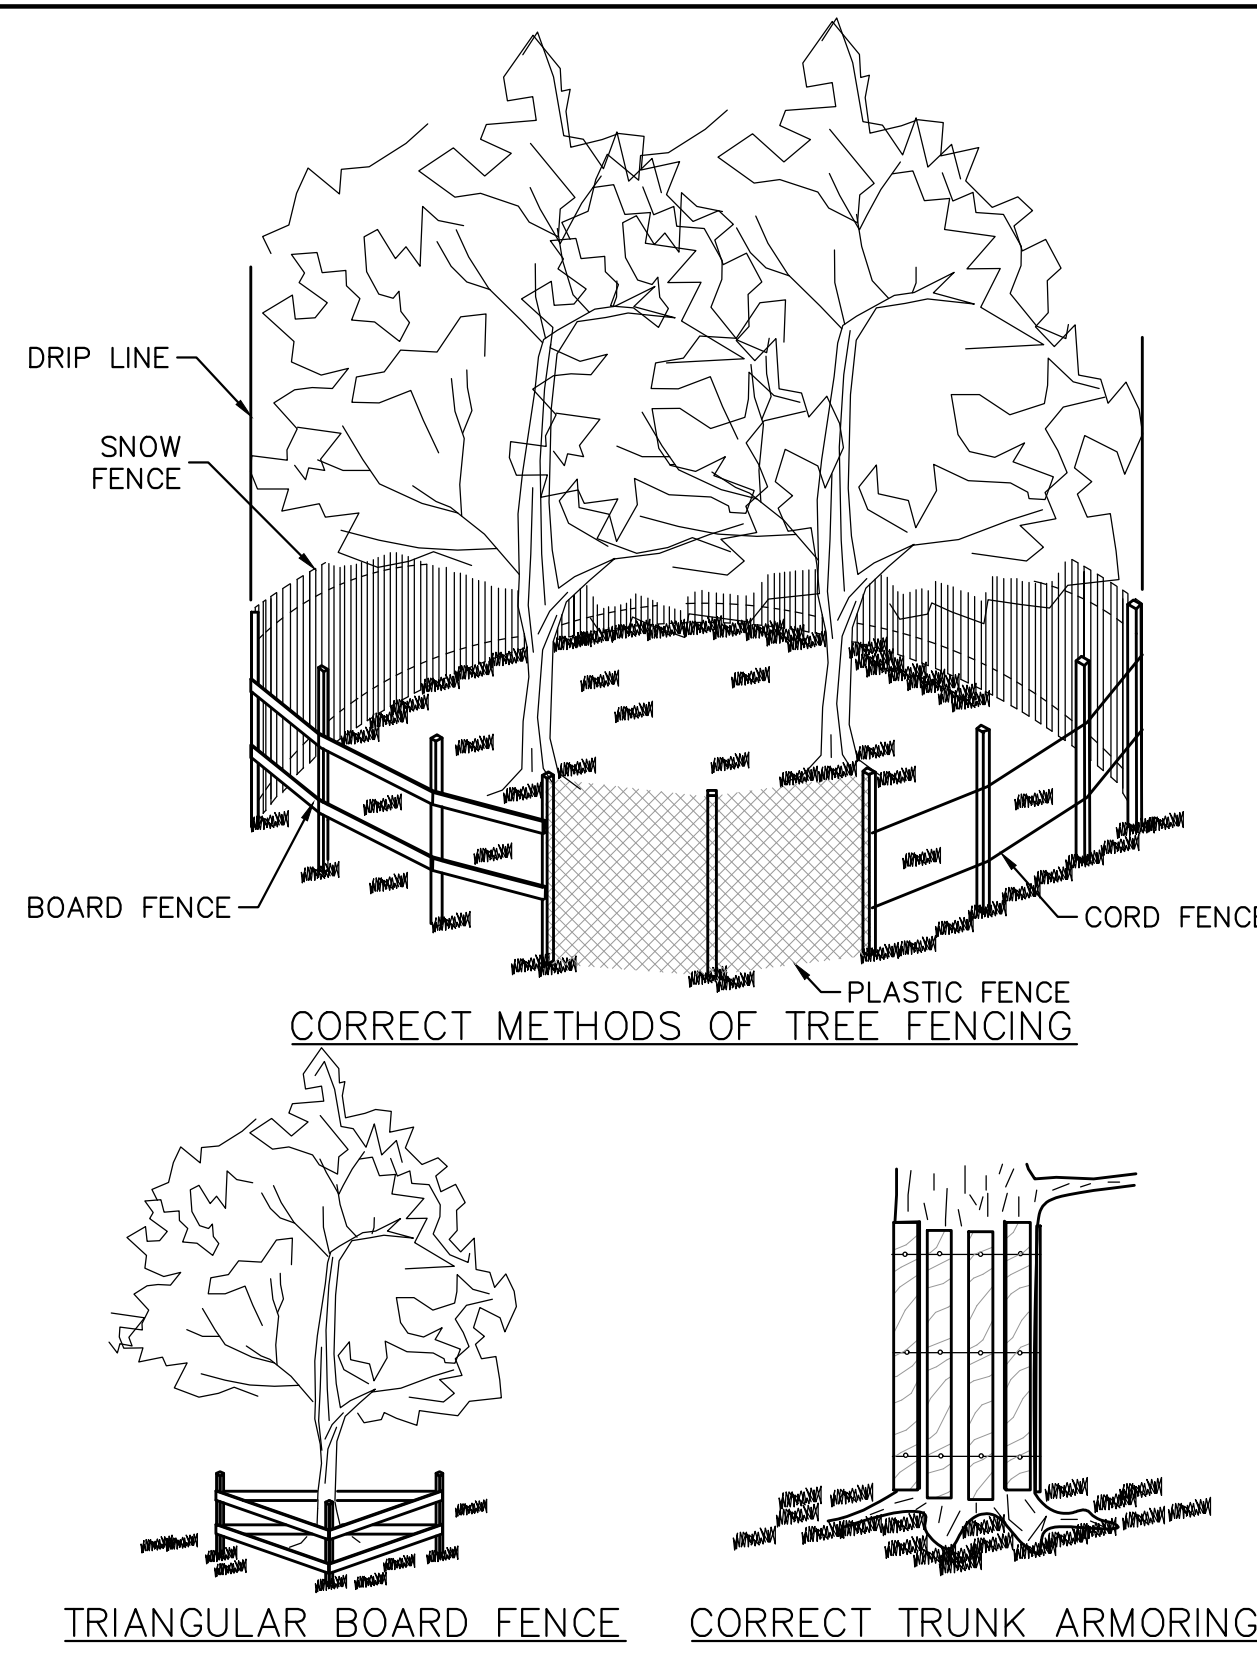 DRIP LINE
SNOW
FENCE
BOARD FENCE
CORD FENCE
PLASTIC FENCE
CORRECT METHODS OF TREE FENCING
TRIANGULAR BOARD FENCE
CORRECT TRUNK ARMORING